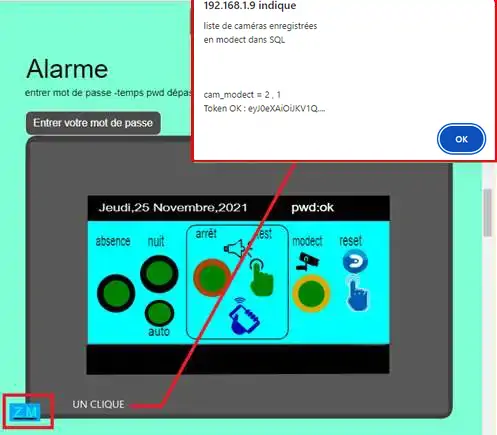 192.168.1.9 indique
liste de caméras enregistrées
en modect dans SQL
cam_modect = 2 , 1
Token OK : eyJ0eXAiOiJKV1Q....
OK
Alarme
entrer mot de passe -temps pwd dépas
Entrer votre mot de passe
Jeudi,25 Novembre,2021 pwd:ok
absence nuit arrêt test modect reset
auto
UN CLIQUE
Z M